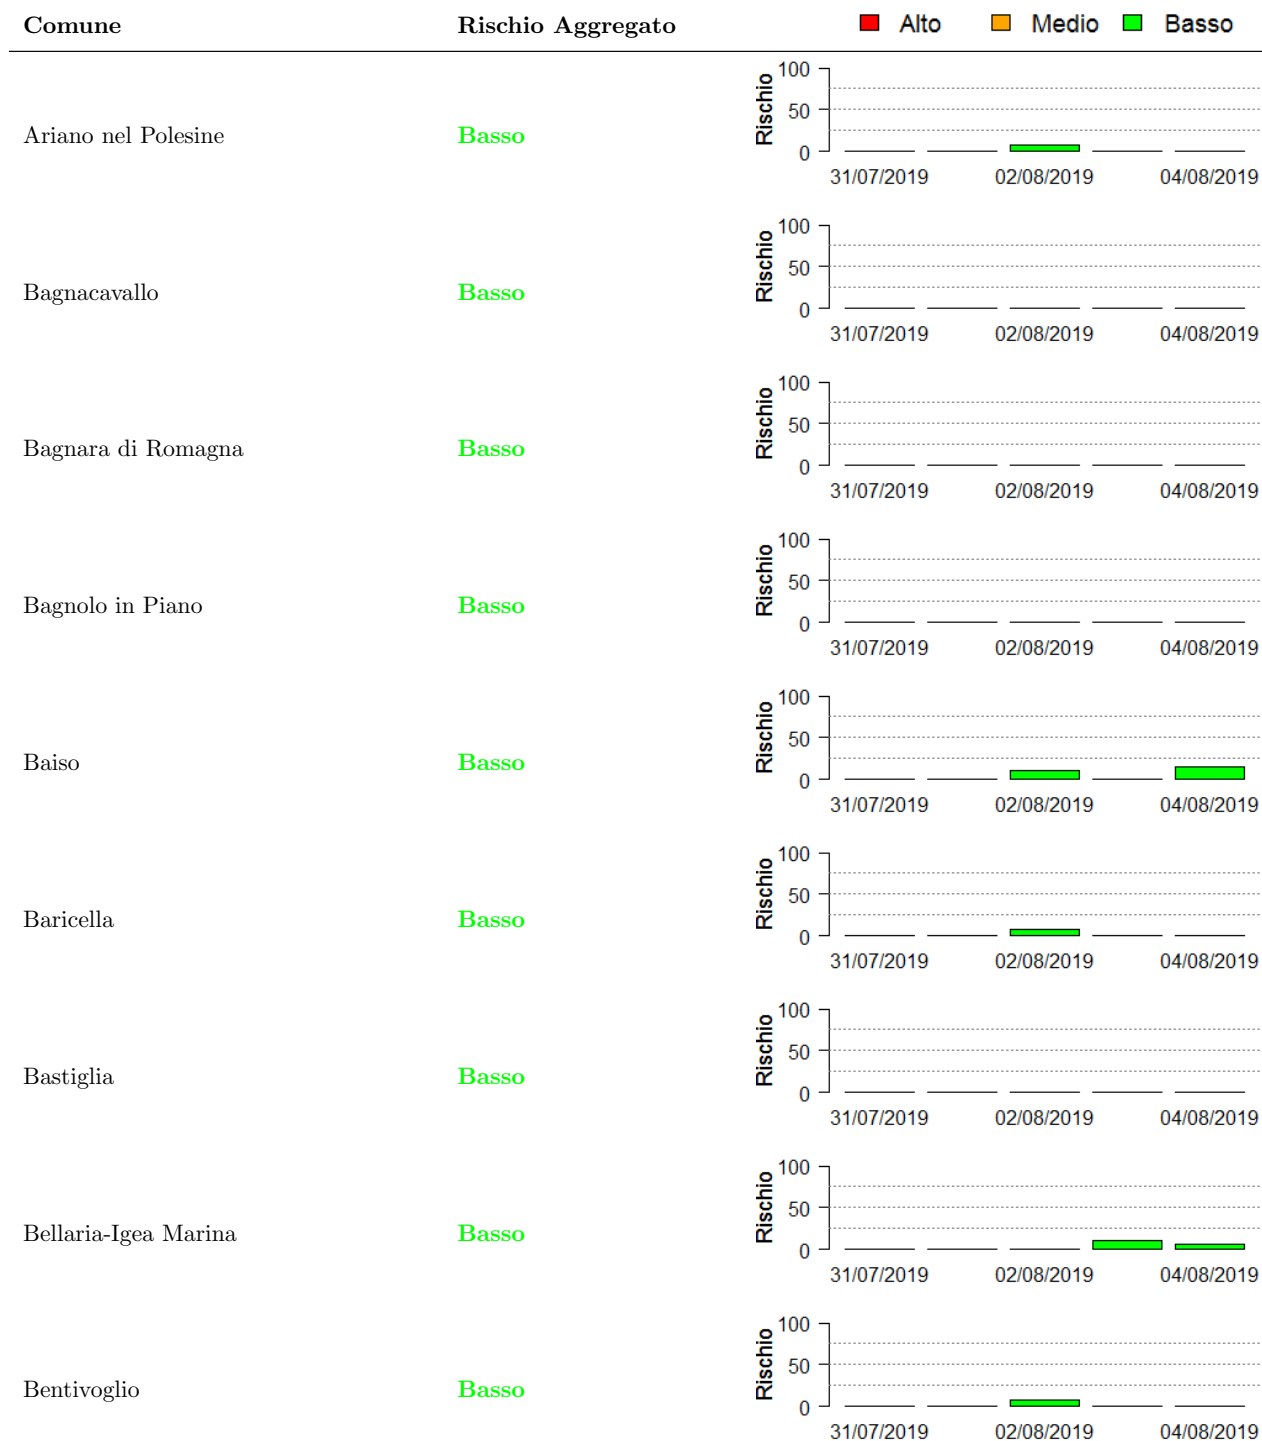 Comune Rischio Aggregato Alto Medio Basso
Ariano nel Polesine Basso Rischio 100 50 0
31/07/2019 02/08/2019 04/08/2019
Bagnacavallo Basso Rischio 100 50 0
31/07/2019 02/08/2019 04/08/2019
Bagnara di Romagna Basso Rischio 100 50 0
31/07/2019 02/08/2019 04/08/2019
Bagnolo in Piano Basso Rischio 100 50 0
31/07/2019 02/08/2019 04/08/2019
Baiso Basso Rischio 100 50 0
31/07/2019 02/08/2019 04/08/2019
Baricella Basso Rischio 100 50 0
31/07/2019 02/08/2019 04/08/2019
Bastiglia Basso Rischio 100 50 0
31/07/2019 02/08/2019 04/08/2019
Bellaria-Igea Marina Basso Rischio 100 50 0
31/07/2019 02/08/2019 04/08/2019
Bentivoglio Basso Rischio 100 50 0
31/07/2019 02/08/2019 04/08/2019